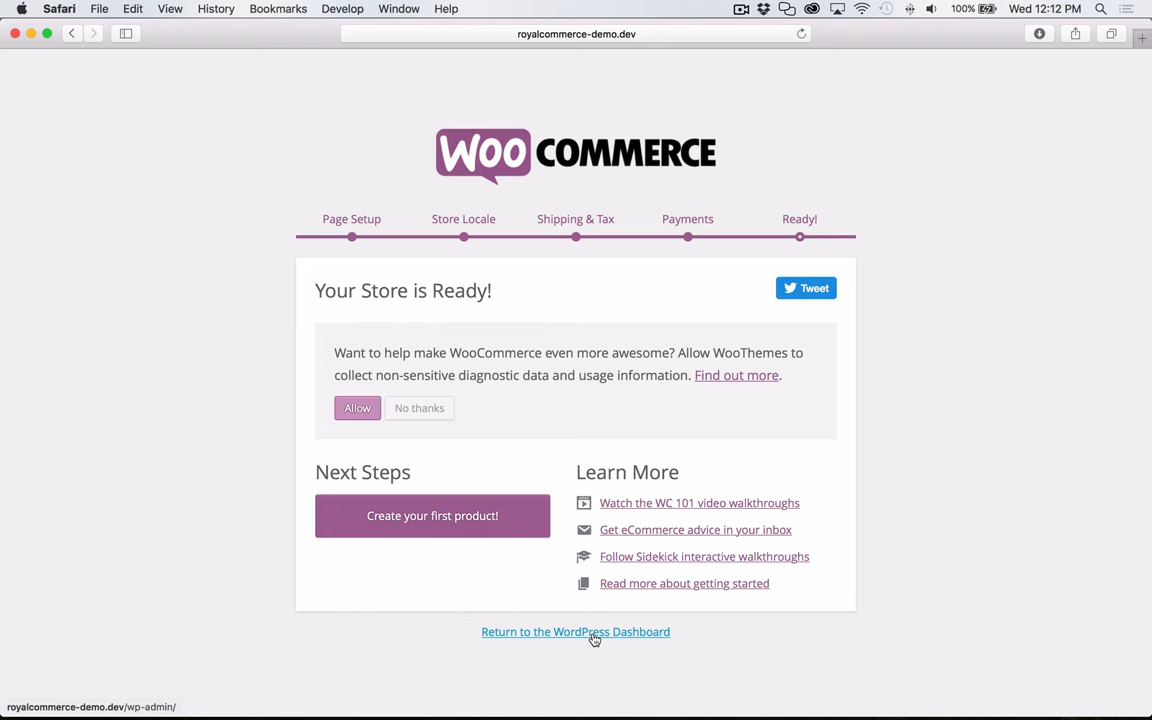 Safari File Edit View History Bookmarks Develop Window Help 100% Wed 12:12 PM
royalcommerce-demo.dev
WOO COMMERCE
Page Setup Store Locale Shipping & Tax Payments Ready!
Your Store is Ready!
Tweet
Want to help make WooCommerce even more awesome? Allow WooThemes to
collect non-sensitive diagnostic data and usage information. Find out more.
Allow No thanks
Next Steps
Create your first product!
Learn More
Watch the WC 101 video walkthroughs
Get eCommerce advice in your inbox
Follow Sidekick interactive walkthroughs
Read more about getting started
Return to the WordPress Dashboard
royalcommerce-demo.dev/wp-admin/